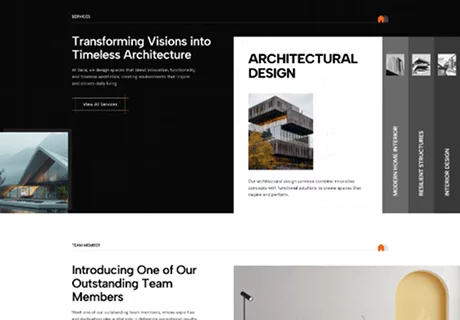 SERVICES
Transforming Visions into
Timeless Architecture
we design spaces that blend innovation, functionality,
and timeless aesthetics, creating environments that inspire
and elevate daily living
View All Services
ARCHITECTURAL
DESIGN
Our architectural design services combine innovative
concepts with functional solutions to create spaces that
inspire and perform.
MODERN HOME INTERIOR
RESILIENT STRUCTURES
INTERIOR DESIGN
TEAM MEMBER
Introducing One of Our
Outstanding Team
Members
Meet one of our outstanding team members, whose expertise
and dedication play a vital role in delivering exceptional results